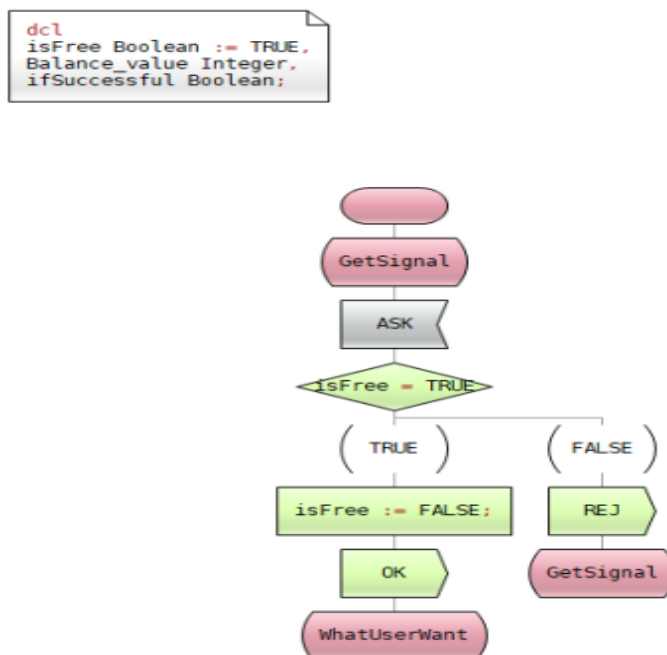 dcl
isFree Boolean := TRUE,
Balance_value Integer,
ifSuccessful Boolean;
GetSignal
ASK
isFree = TRUE
TRUE
FALSE
isFree := FALSE;
REJ
OK
GetSignal
WhatUserWant